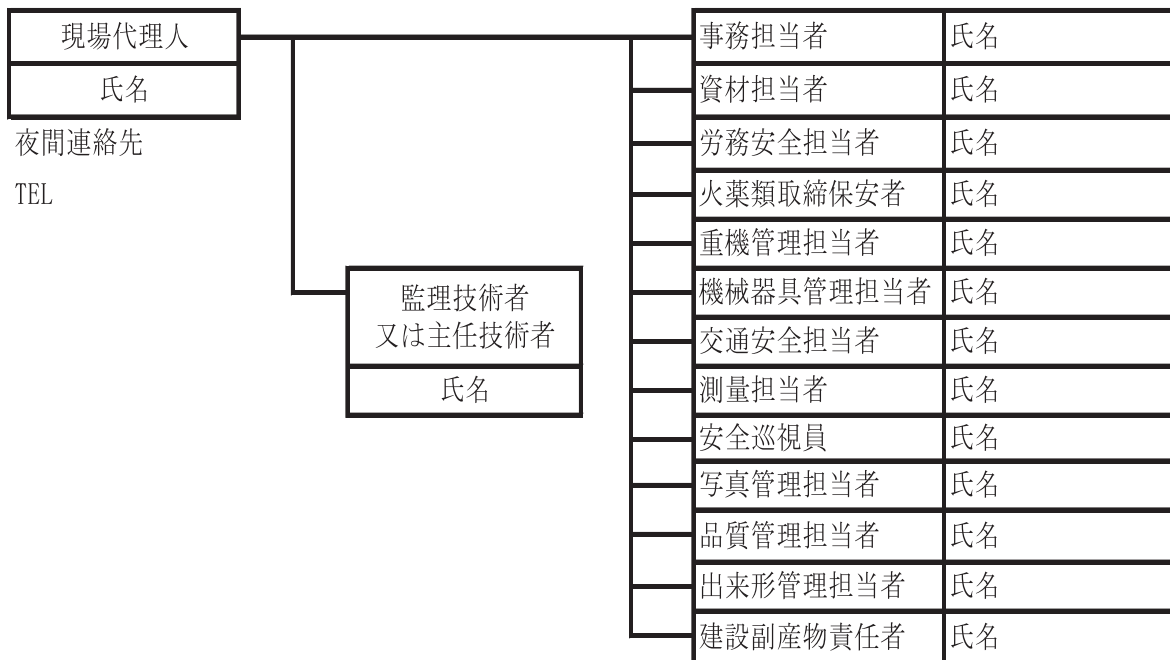 現場代理人
氏名
夜間連絡先
TEL
監理技術者
又は主任技術者
氏名
事務担当者 氏名
資材担当者 氏名
労務安全担当者 氏名
火薬類取締保安者 氏名
重機管理担当者 氏名
機械器具管理担当者 氏名
交通安全担当者 氏名
測量担当者 氏名
安全巡視員 氏名
写真管理担当者 氏名
品質管理担当者 氏名
出来形管理担当者 氏名
建設副産物責任者 氏名